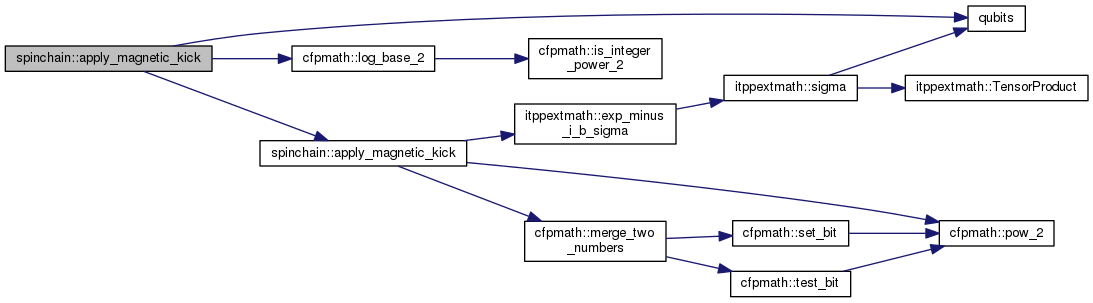 qubits
spinchain::apply_magnetic_kick
cfpmath::log_base_2
cfpmath::is_integer
_power_2
itppextmath::sigma
itppextmath::TensorProduct
itppextmath::exp_minus
_i_b_sigma
spinchain::apply_magnetic_kick
cfpmath::merge_two
_numbers
cfpmath::set_bit
cfpmath::pow_2
cfpmath::test_bit